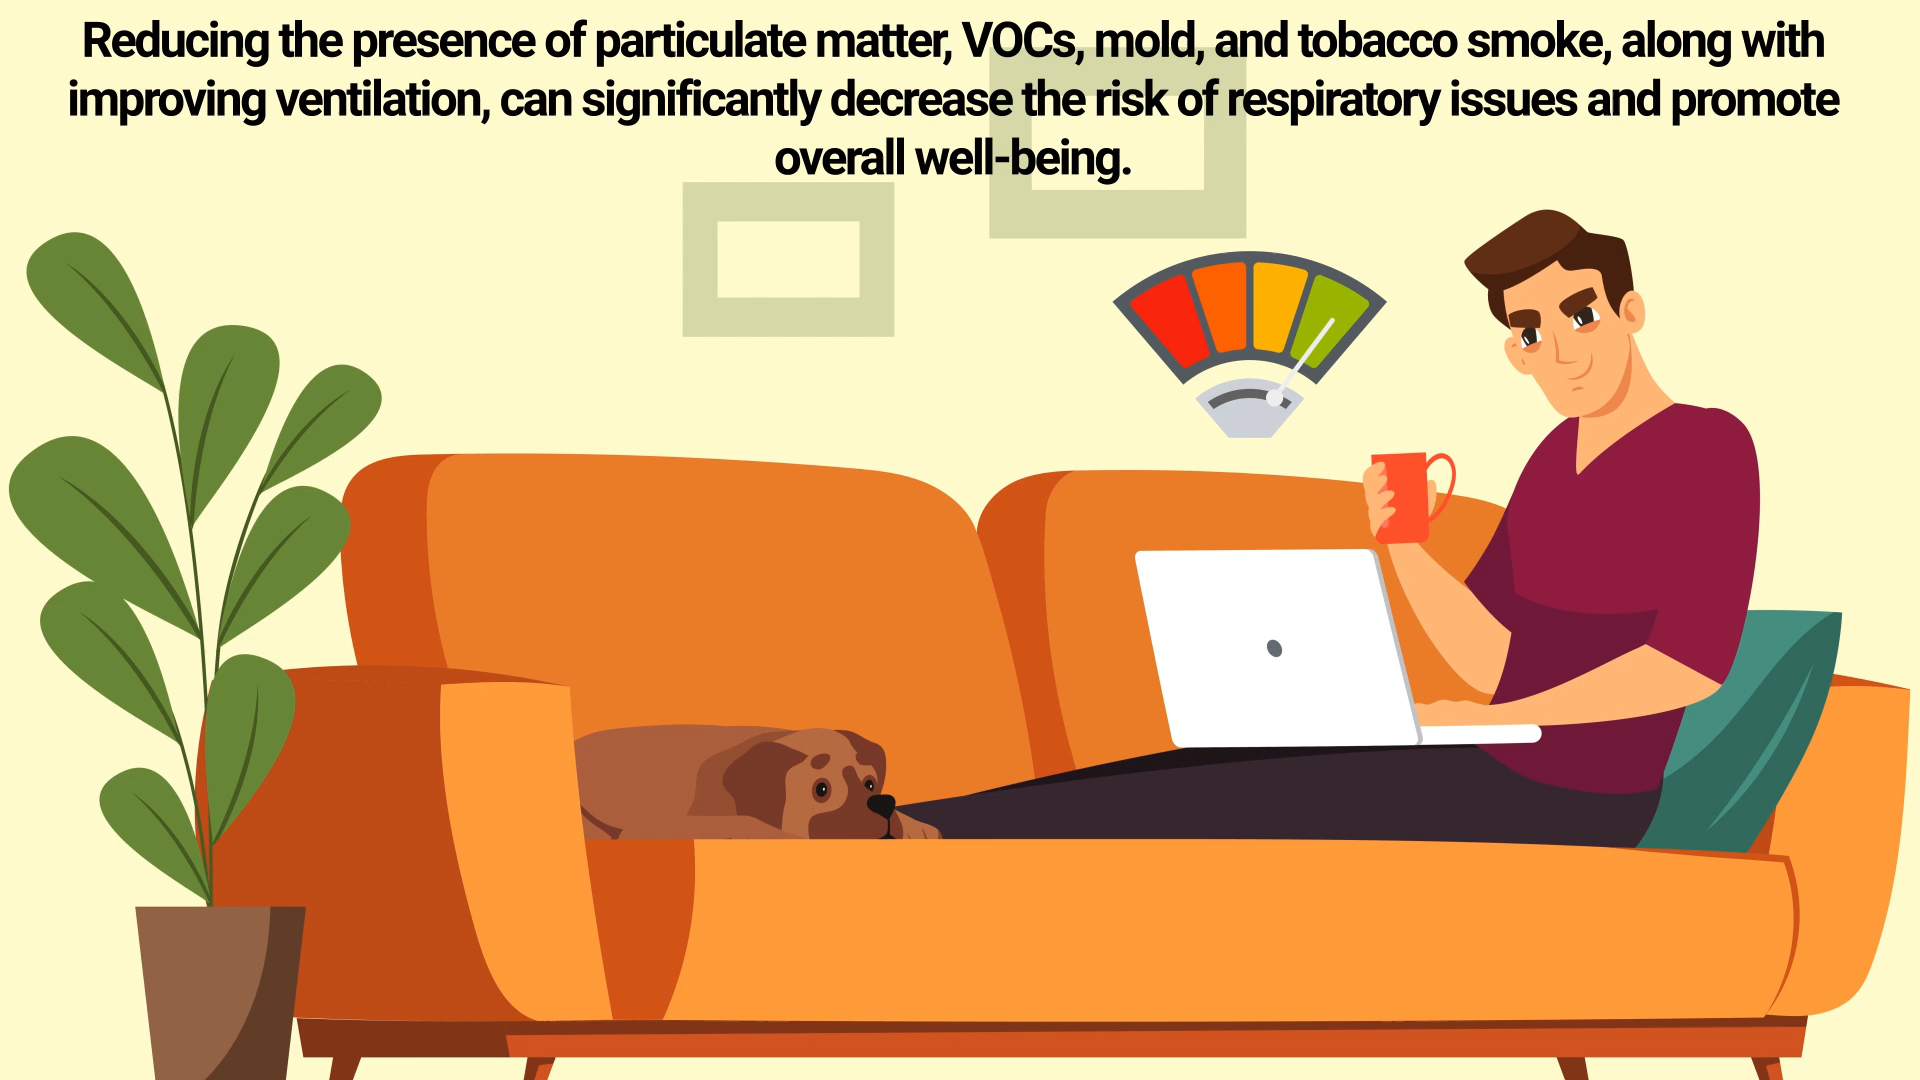 Reducing the presence of particulate matter, VOCs, mold, and tobacco smoke, along with
improving ventilation, can significantly decrease the risk of respiratory issues and promote
overall well-being.